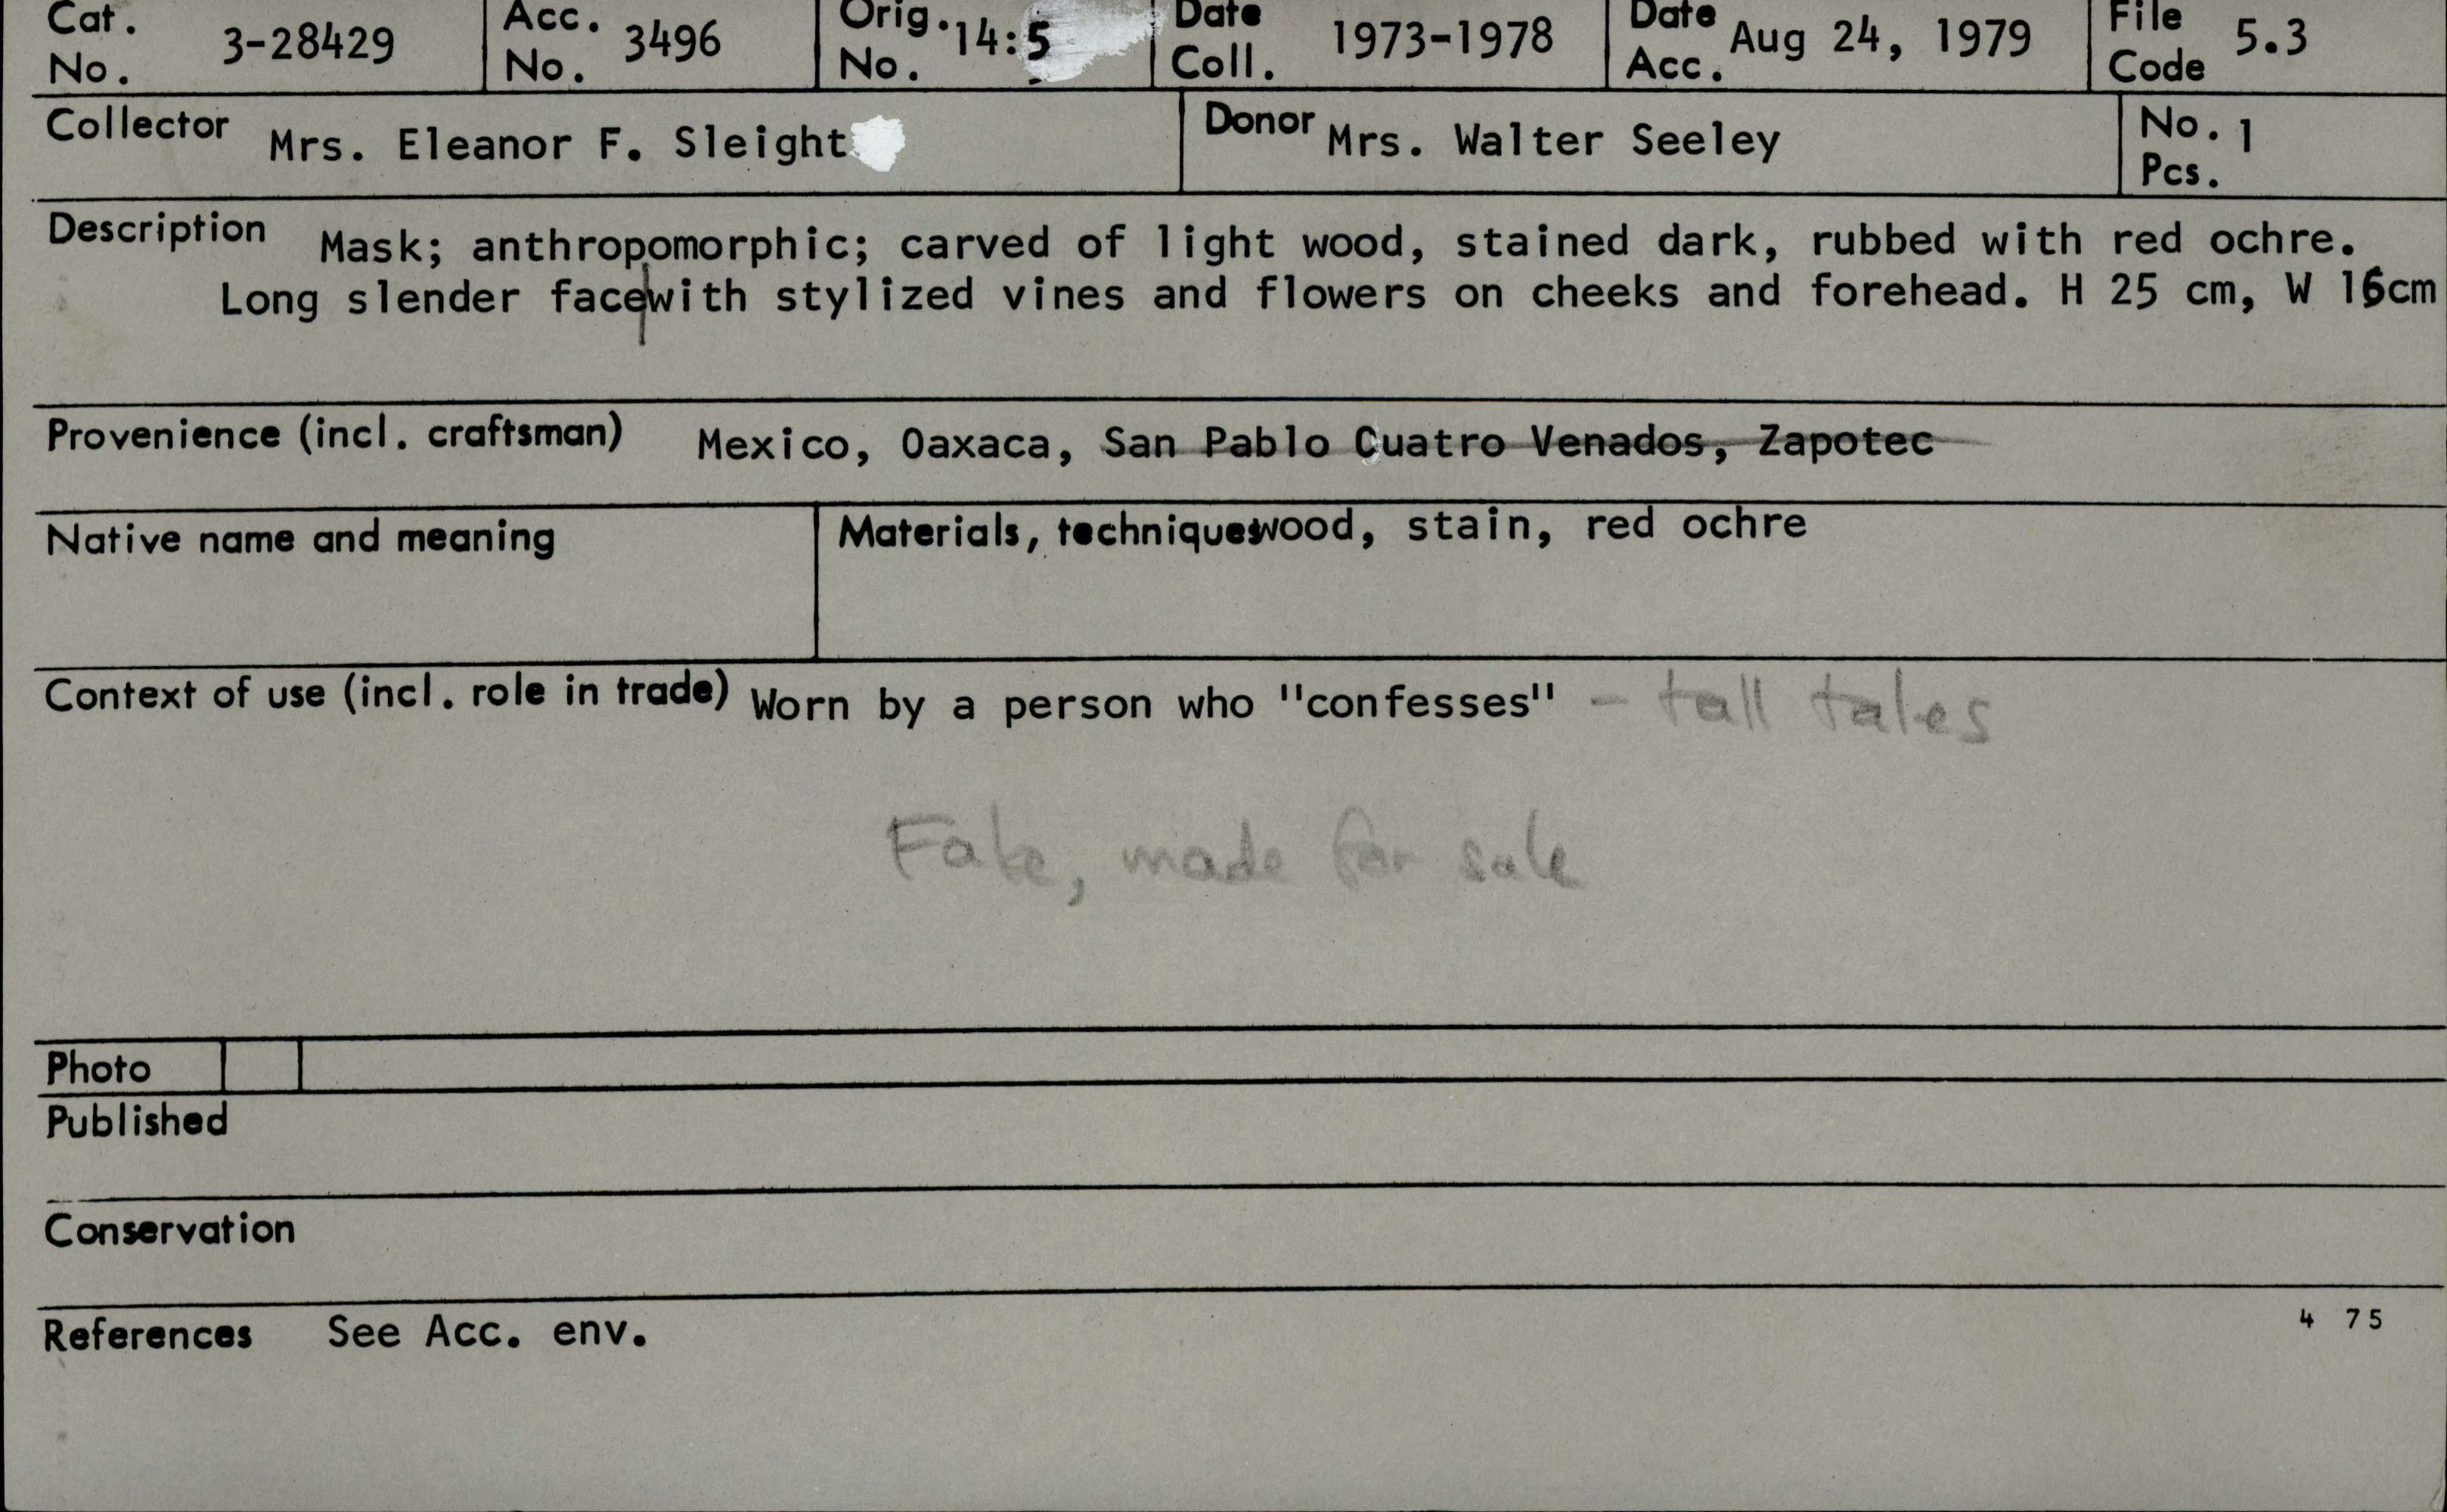 Cat. No. 3-28429 Acc. No. 3496 Orig. No. 14:5 Date Coll. 1973-1978 Date Acc. Aug 24, 1979 File Code 5.3
Collector Mrs. Eleanor F. Sleight Donor Mrs. Walter Seeley No. Pcs. 1
Description Mask; anthropomorphic; carved of light wood, stained dark, rubbed with red ochre.
Long slender face|with stylized vines and flowers on cheeks and forehead. H 25 cm, W 16cm
Provenience (incl. craftsman) Mexico, Oaxaca, San Pablo Cuatro Venados, Zapotec
Native name and meaning Materials, techniques wood, stain, red ochre
Context of use (incl. role in trade) Worn by a person who "confesses" - tall tales
Fake, made for sale
Photo
Published
Conservation
References See Acc. env. 4 75